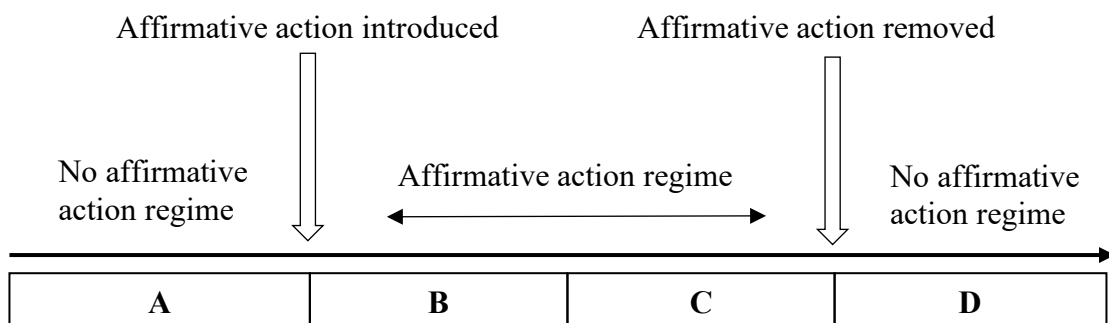 Affirmative action introduced
Affirmative action removed
No affirmative
action regime
Affirmative action regime
No affirmative
action regime
A
B
C
D